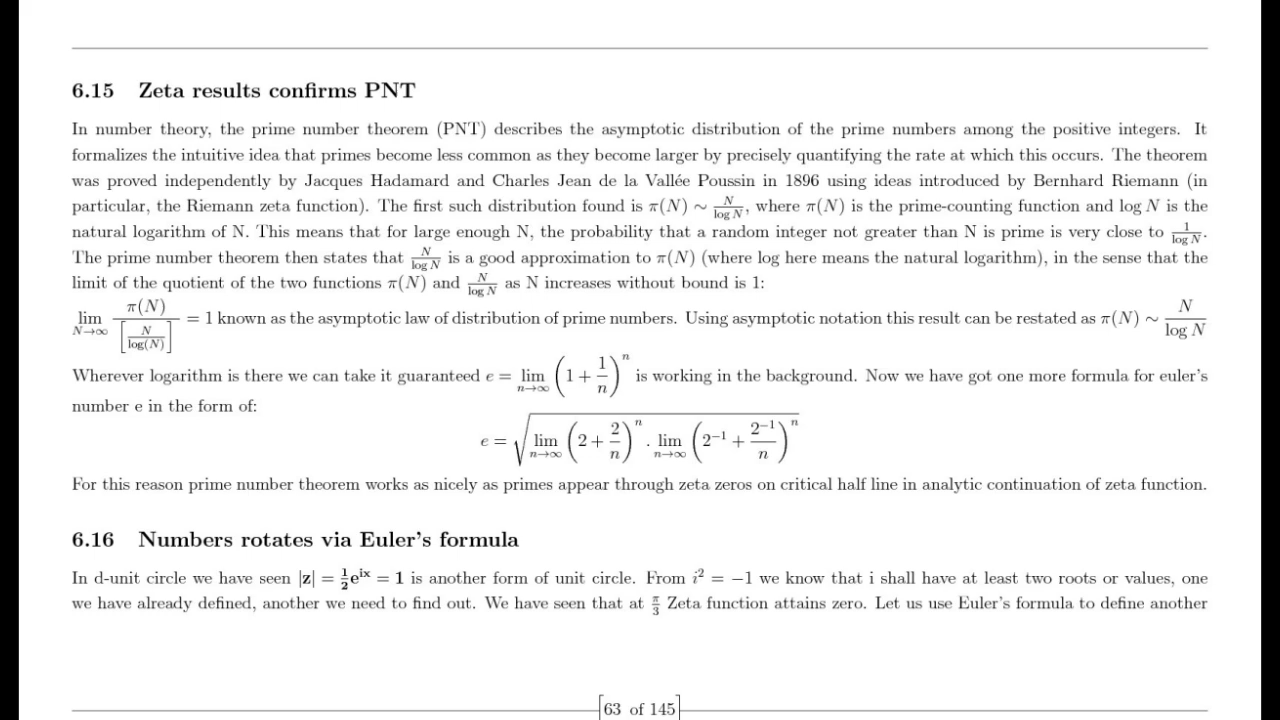 6.15 Zeta results confirms PNT
In number theory, the prime number theorem (PNT) describes the asymptotic distribution of the prime numbers among the positive integers. It
formalizes the intuitive idea that primes become less common as they become larger by precisely quantifying the rate at which this occurs. The theorem
was proved independently by Jacques Hadamard and Charles Jean de la Vallée Poussin in 1896 using ideas introduced by Bernhard Riemann (in
particular, the Riemann zeta function). The first such distribution found is π(N) ∼ N/log N, where π(N) is the prime-counting function and log N is the
natural logarithm of N. This means that for large enough N, the probability that a random integer not greater than N is prime is very close to 1/log N.
The prime number theorem then states that N/log N is a good approximation to π(N) (where log here means the natural logarithm), in the sense that the
limit of the quotient of the two functions π(N) and N/log N as N increases without bound is 1:
lim N→∞ π(N)/[N/log(N)] = 1 known as the asymptotic law of distribution of prime numbers. Using asymptotic notation this result can be restated as π(N) ∼ N/log N
Wherever logarithm is there we can take it guaranteed e = lim n→∞ (1 + 1/n)^n is working in the background. Now we have got one more formula for euler's
number e in the form of:
e = √(lim n→∞ (2 + 2/n)^n . lim n→∞ (2^−1 + 2^−1/n)^n)
For this reason prime number theorem works as nicely as primes appear through zeta zeros on critical half line in analytic continuation of zeta function.
6.16 Numbers rotates via Euler's formula
In d-unit circle we have seen |z| = 1/2 e^ix = 1 is another form of unit circle. From i^2 = −1 we know that i shall have at least two roots or values, one
we have already defined, another we need to find out. We have seen that at π/3 Zeta function attains zero. Let us use Euler's formula to define another
63 of 145